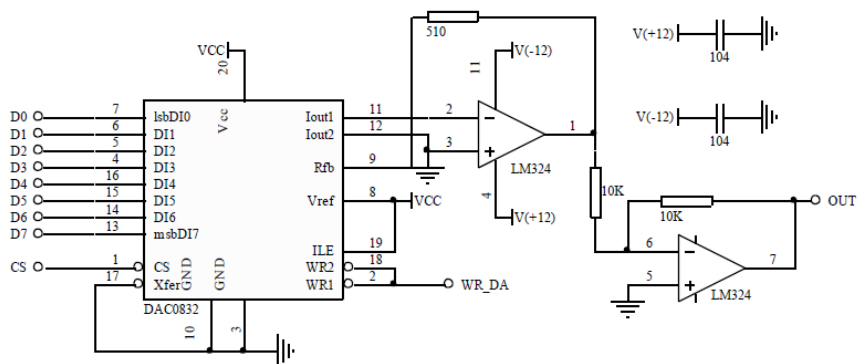 510
V(+12)
104
VCC
20
V(-12)
11
D0 7 lsbDI0 Vcc Iout1 11 2 −
V(-12)
104
D1 6 DI1 Iout2 12 1
D2 5 DI2 3 +
D3 4 DI3 Rfb 9 LM324
D4 16 DI4 4 10K
D5 15 DI5 Vref 8 VCC
D6 14 DI6 V(+12) 10K OUT
D7 13 msbDI7
ILE 19 6 −
CS 1 CS GND GND WR2 18 7
17 Xfer WR1 2 WR_DA 5 +
DAC0832 LM324
10 3